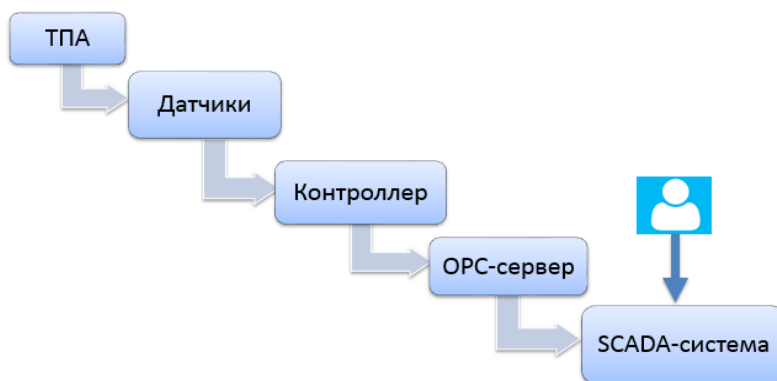 ТПА
Датчики
Контроллер
OPC-сервер
SCADA-система